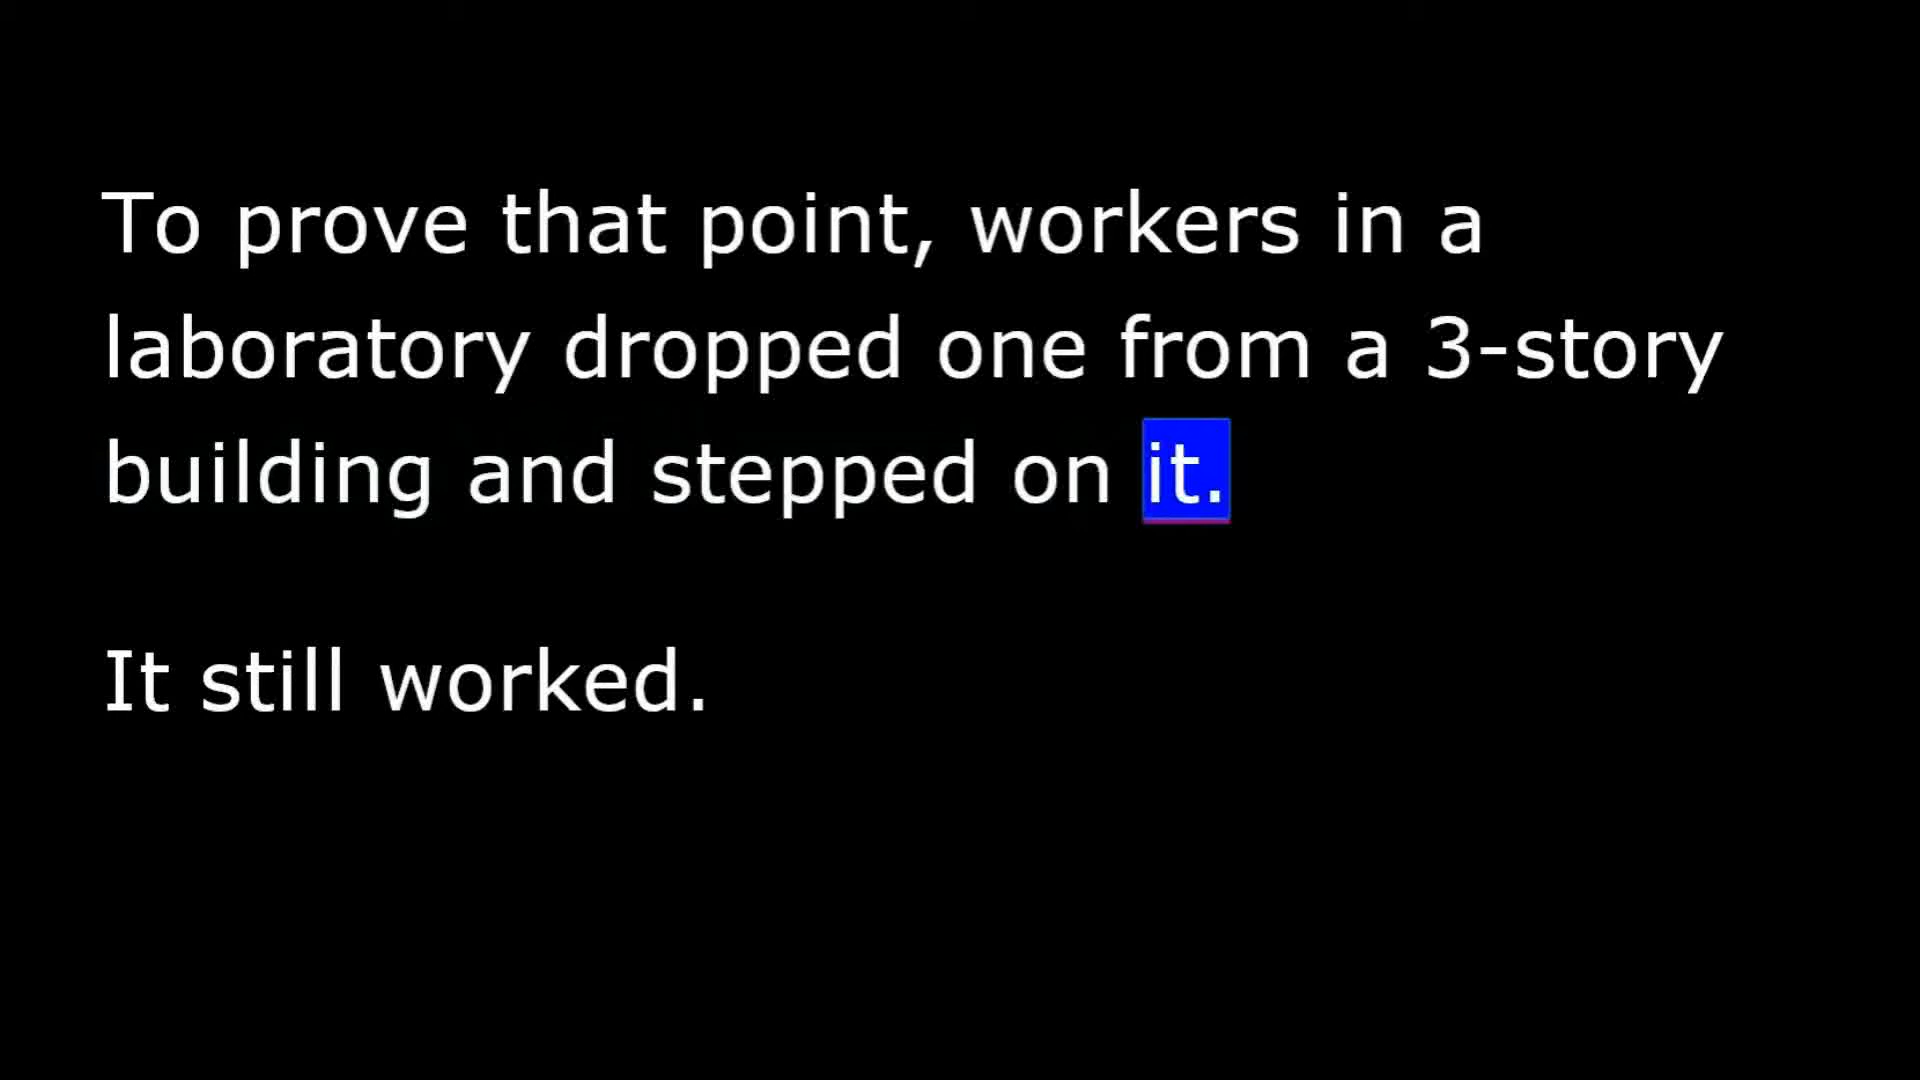 To prove that point, workers in a
laboratory dropped one from a 3-story
building and stepped on it.
It still worked.